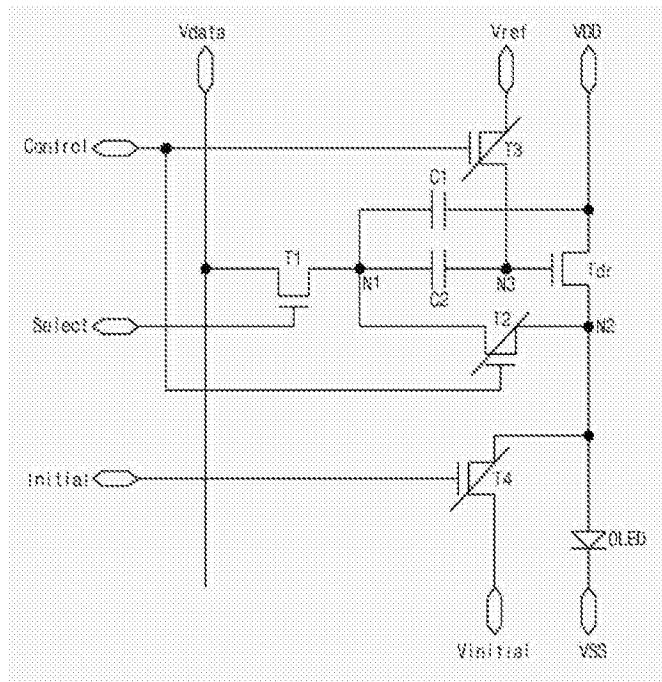 Vdata Vref VDD
Control
T3
C1
T1
N1 C2 N3 Tdr
Select T2 N2
Initial T4
OLED
Vinitial VSS